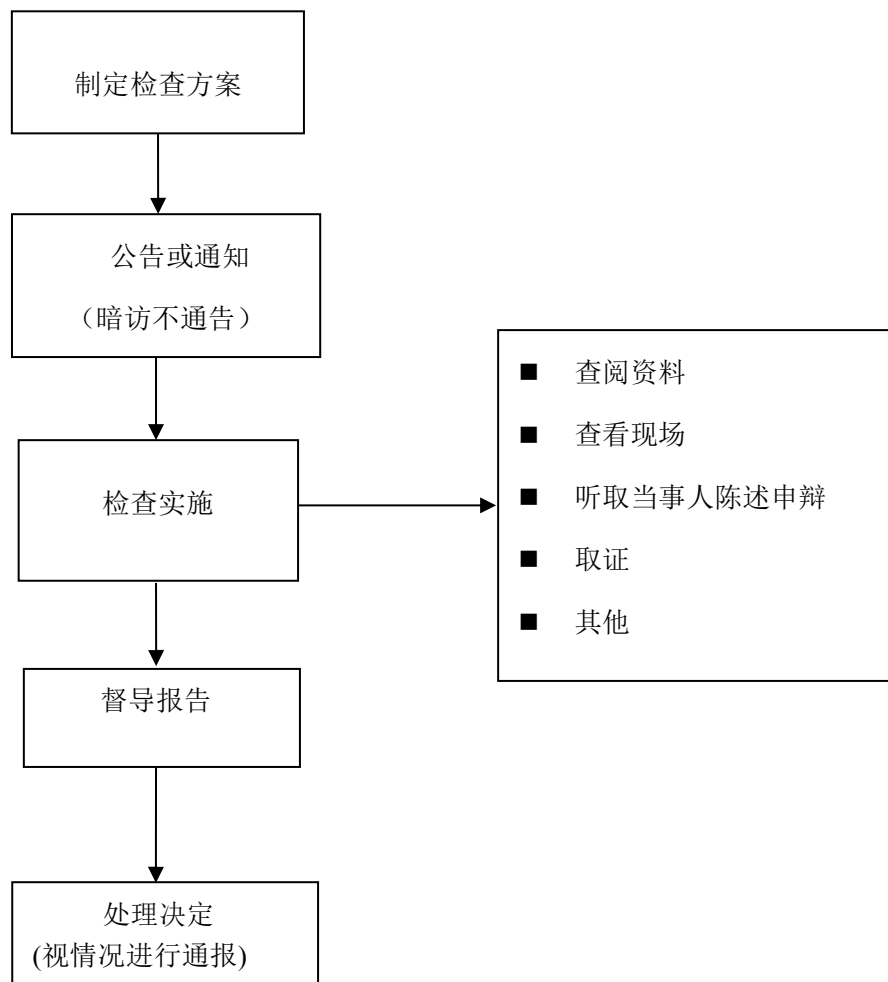 制定检查方案
公告或通知
（暗访不通告）
检查实施
■ 查阅资料
■ 查看现场
■ 听取当事人陈述申辩
■ 取证
■ 其他
督导报告
处理决定
(视情况进行通报)